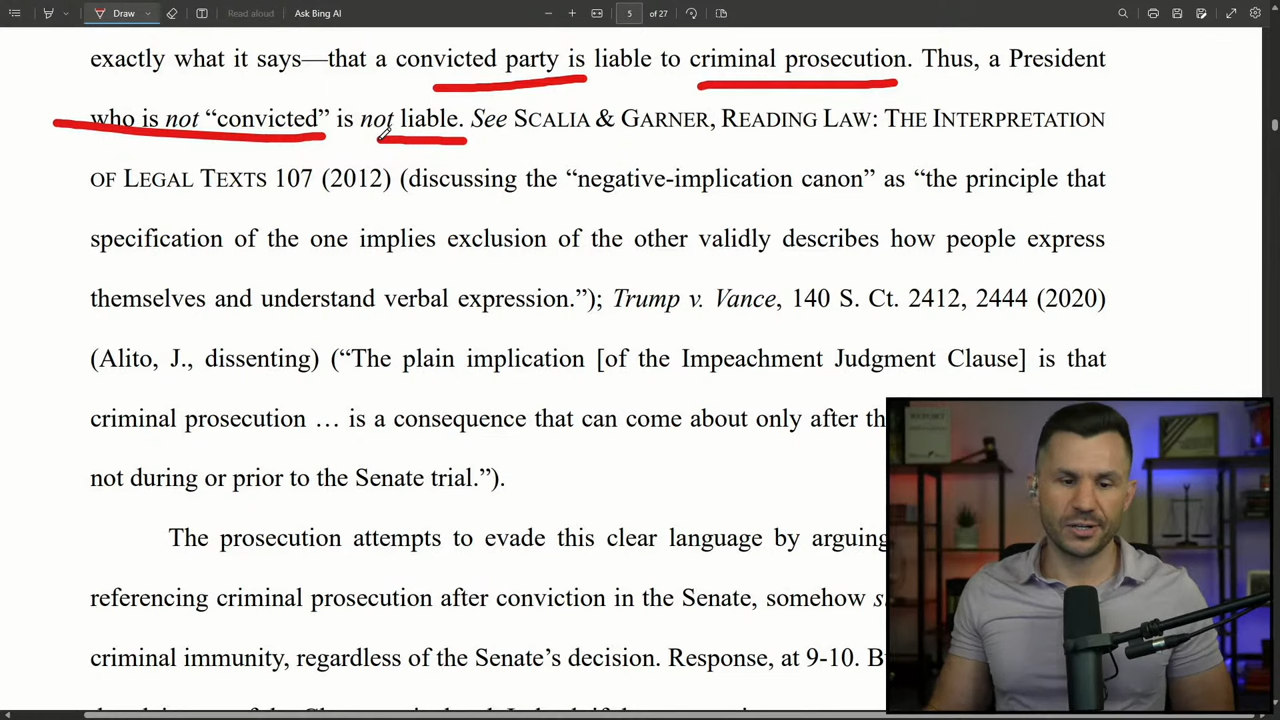 Draw
Read aloud
Ask Bing AI
5 of 27
exactly what it says—that a convicted party is liable to criminal prosecution. Thus, a President
who is not “convicted” is not liable. See SCALIA & GARNER, READING LAW: THE INTERPRETATION
OF LEGAL TEXTS 107 (2012) (discussing the “negative-implication canon” as “the principle that
specification of the one implies exclusion of the other validly describes how people express
themselves and understand verbal expression.”); Trump v. Vance, 140 S. Ct. 2412, 2444 (2020)
(Alito, J., dissenting) (“The plain implication [of the Impeachment Judgment Clause] is that
criminal prosecution … is a consequence that can come about only after
not during or prior to the Senate trial.”).
The prosecution attempts to evade this clear language by arguing
referencing criminal prosecution after conviction in the Senate, somehow
criminal immunity, regardless of the Senate’s decision. Response, at 9-10.